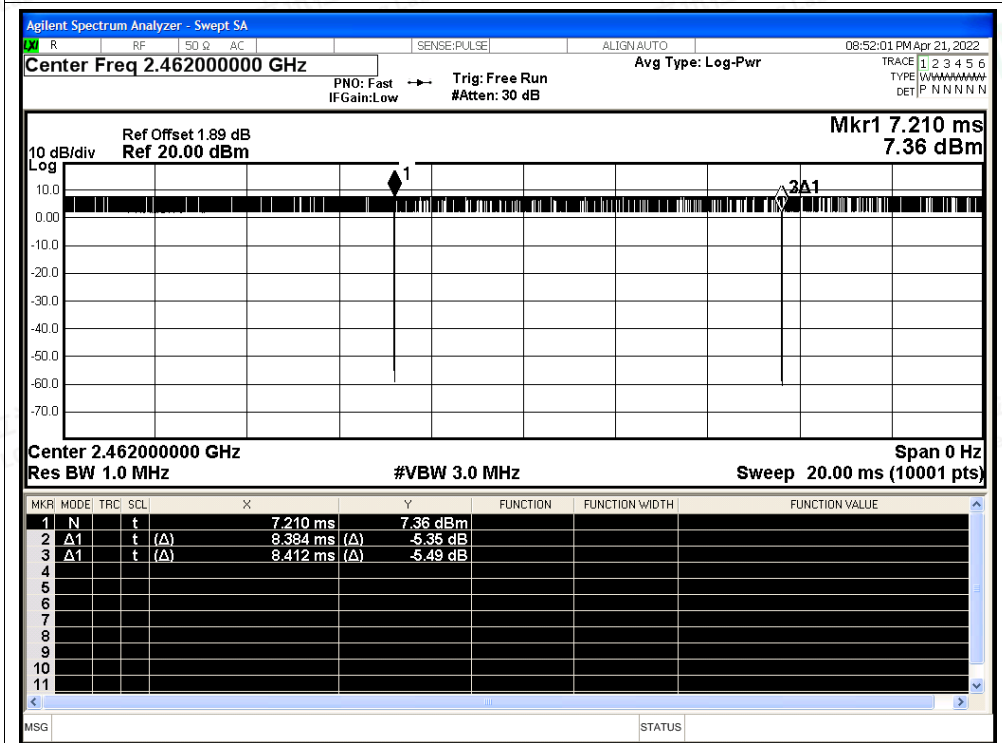 Agilent Spectrum Analyzer - Swept SA
LXI R RF 50 Ω AC SENSE:PULSE ALIGN AUTO 08:52:01 PM Apr 21, 2022
Center Freq 2.462000000 GHz Avg Type: Log-Pwr TRACE 1 2 3 4 5 6
PNO: Fast Trig: Free Run TYPE W
IFGain:Low #Atten: 30 dB DET P N N N N N
Ref Offset 1.89 dB Mkr1 7.210 ms
10 dB/div Ref 20.00 dBm 7.36 dBm
Log
1
10.0 3Δ1
0.00
-10.0
-20.0
-30.0
-40.0
-50.0
-60.0
-70.0
Center 2.462000000 GHz Span 0 Hz
Res BW 1.0 MHz #VBW 3.0 MHz Sweep 20.00 ms (10001 pts)
MKR MODE TRC SCL X Y FUNCTION FUNCTION WIDTH FUNCTION VALUE
1 N t 7.210 ms 7.36 dBm
2 Δ1 t (Δ) 8.384 ms (Δ) -5.35 dB
3 Δ1 t (Δ) 8.412 ms (Δ) -5.49 dB
4
5
6
7
8
9
10
11
MSG STATUS